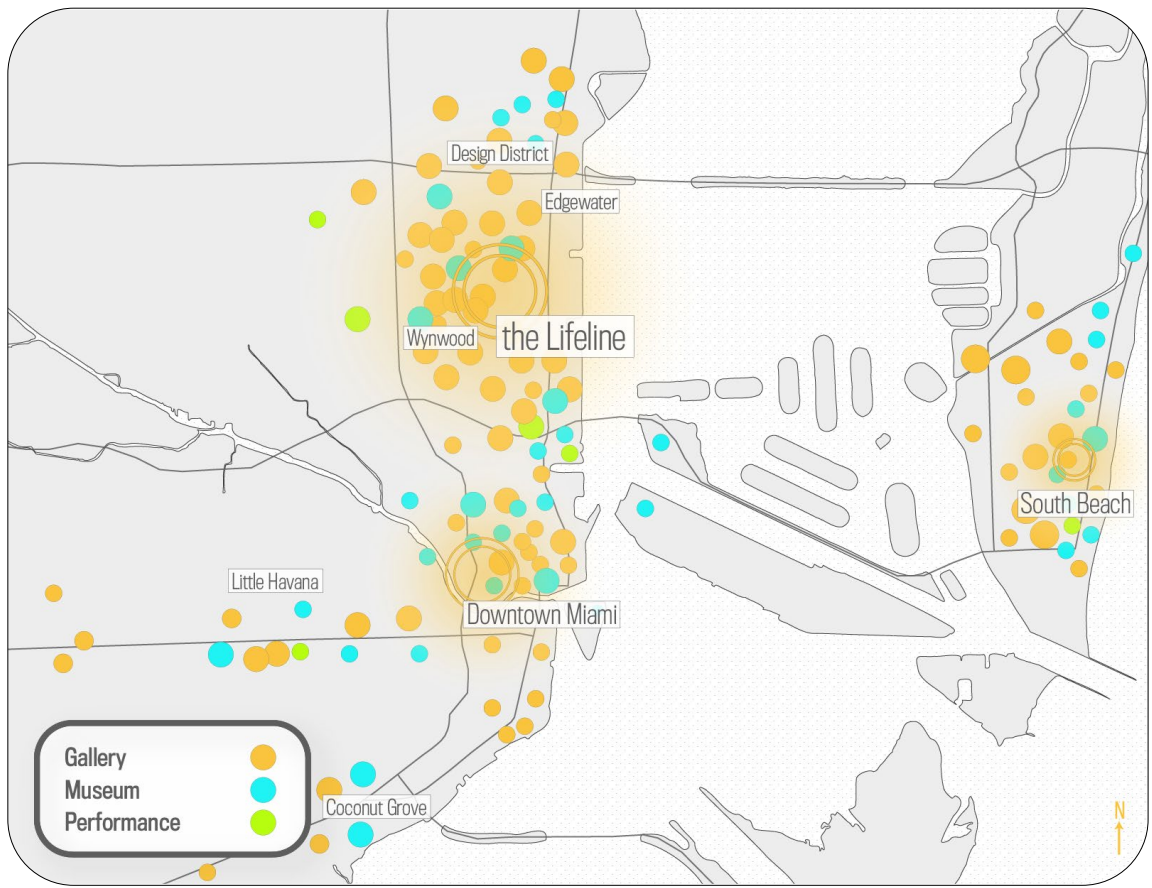 Design District
Edgewater
Wynwood
the Lifeline
South Beach
Little Havana
Downtown Miami
Gallery
Museum
Performance
Coconut Grove
N